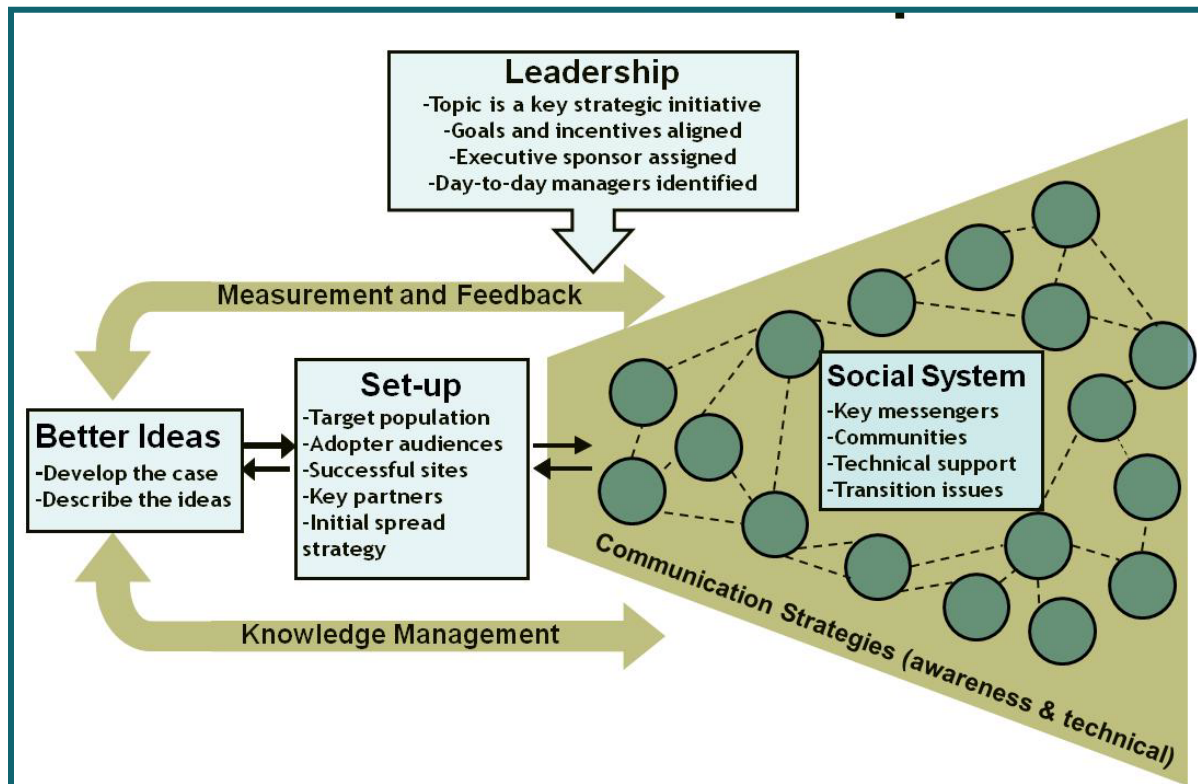 Leadership
-Topic is a key strategic initiative
-Goals and incentives aligned
-Executive sponsor assigned
-Day-to-day managers identified
Measurement and Feedback
Set-up
-Target population
-Adopter audiences
-Successful sites
-Key partners
-Initial spread
strategy
Better Ideas
-Develop the case
-Describe the ideas
Social System
-Key messengers
-Communities
-Technical support
-Transition issues
Knowledge Management
Communication Strategies (awareness & technical)